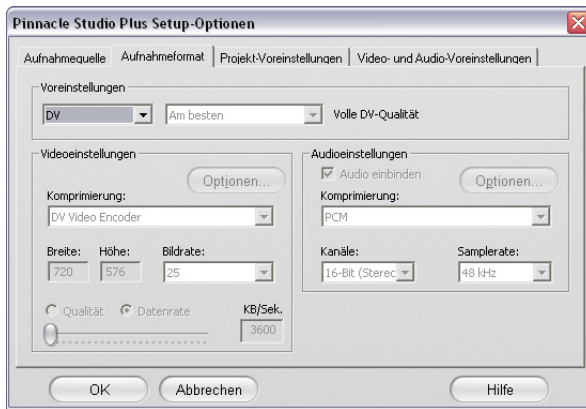 Pinnacle Studio Plus Setup-Optionen
Aufnahmequelle Aufnahmeformat Projekt-Voreinstellungen Video- und Audio-Voreinstellungen
Voreinstellungen
DV Am besten Volle DV-Qualität
Videoeinstellungen
Optionen...
Komprimierung:
DV Video Encoder
Breite: Höhe: Bildrate:
720 576 25
Qualität Datenrate KB/Sek.
3600
Audioeinstellungen
Audio einbinden Optionen...
Komprimierung:
PCM
Kanäle: Samplerate:
16-Bit (Sterec 48 kHz
OK Abbrechen Hilfe